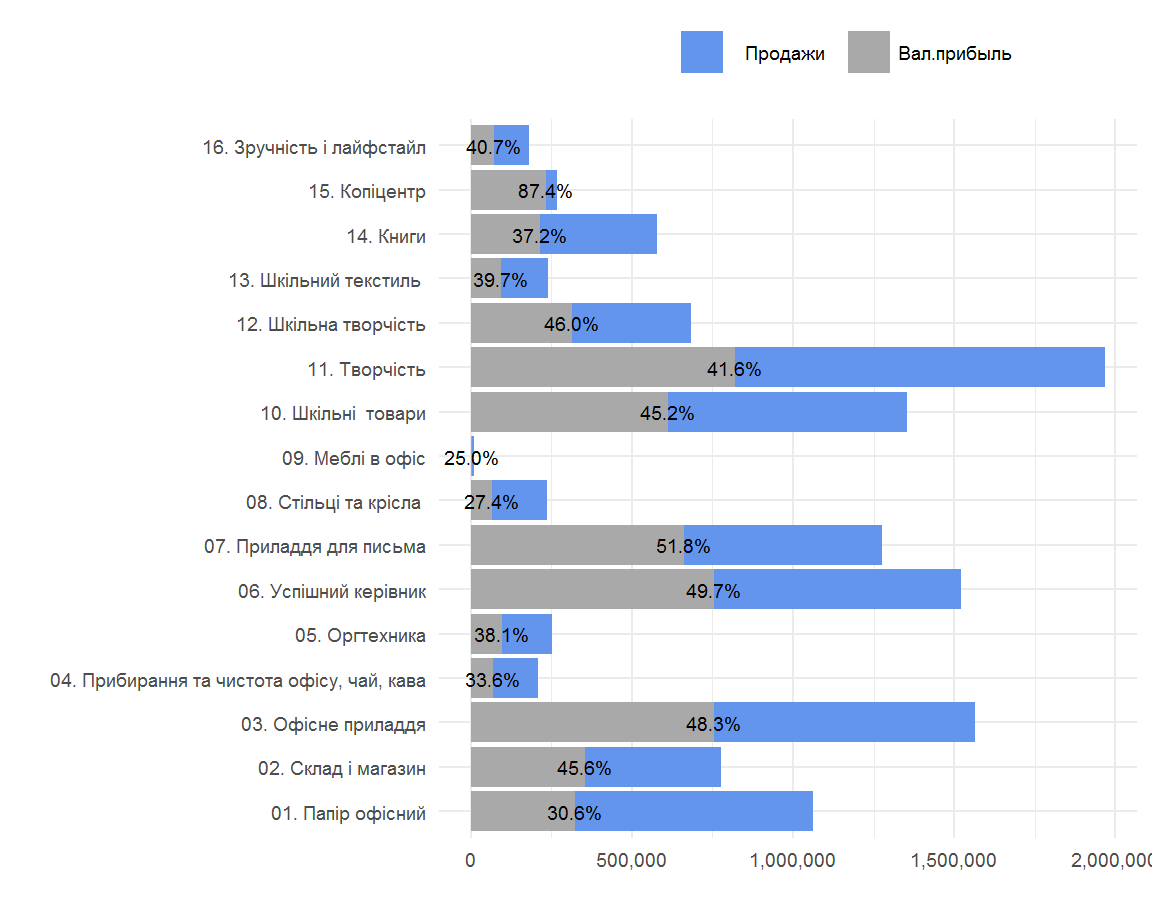 Продажи Вал.прибыль
16. Зручність і лайфстайл 40.7%
15. Копіцентр 87.4%
14. Книги 37.2%
13. Шкільний текстиль 39.7%
12. Шкільна творчість 46.0%
11. Творчість 41.6%
10. Шкільні  товари 45.2%
09. Меблі в офіс 25.0%
08. Стільці та крісла 27.4%
07. Приладдя для письма 51.8%
06. Успішний керівник 49.7%
05. Оргтехника 38.1%
04. Прибирання та чистота офісу, чай, кава 33.6%
03. Офісне приладдя 48.3%
02. Склад і магазин 45.6%
01. Папір офісний 30.6%
0 500,000 1,000,000 1,500,000 2,000,000